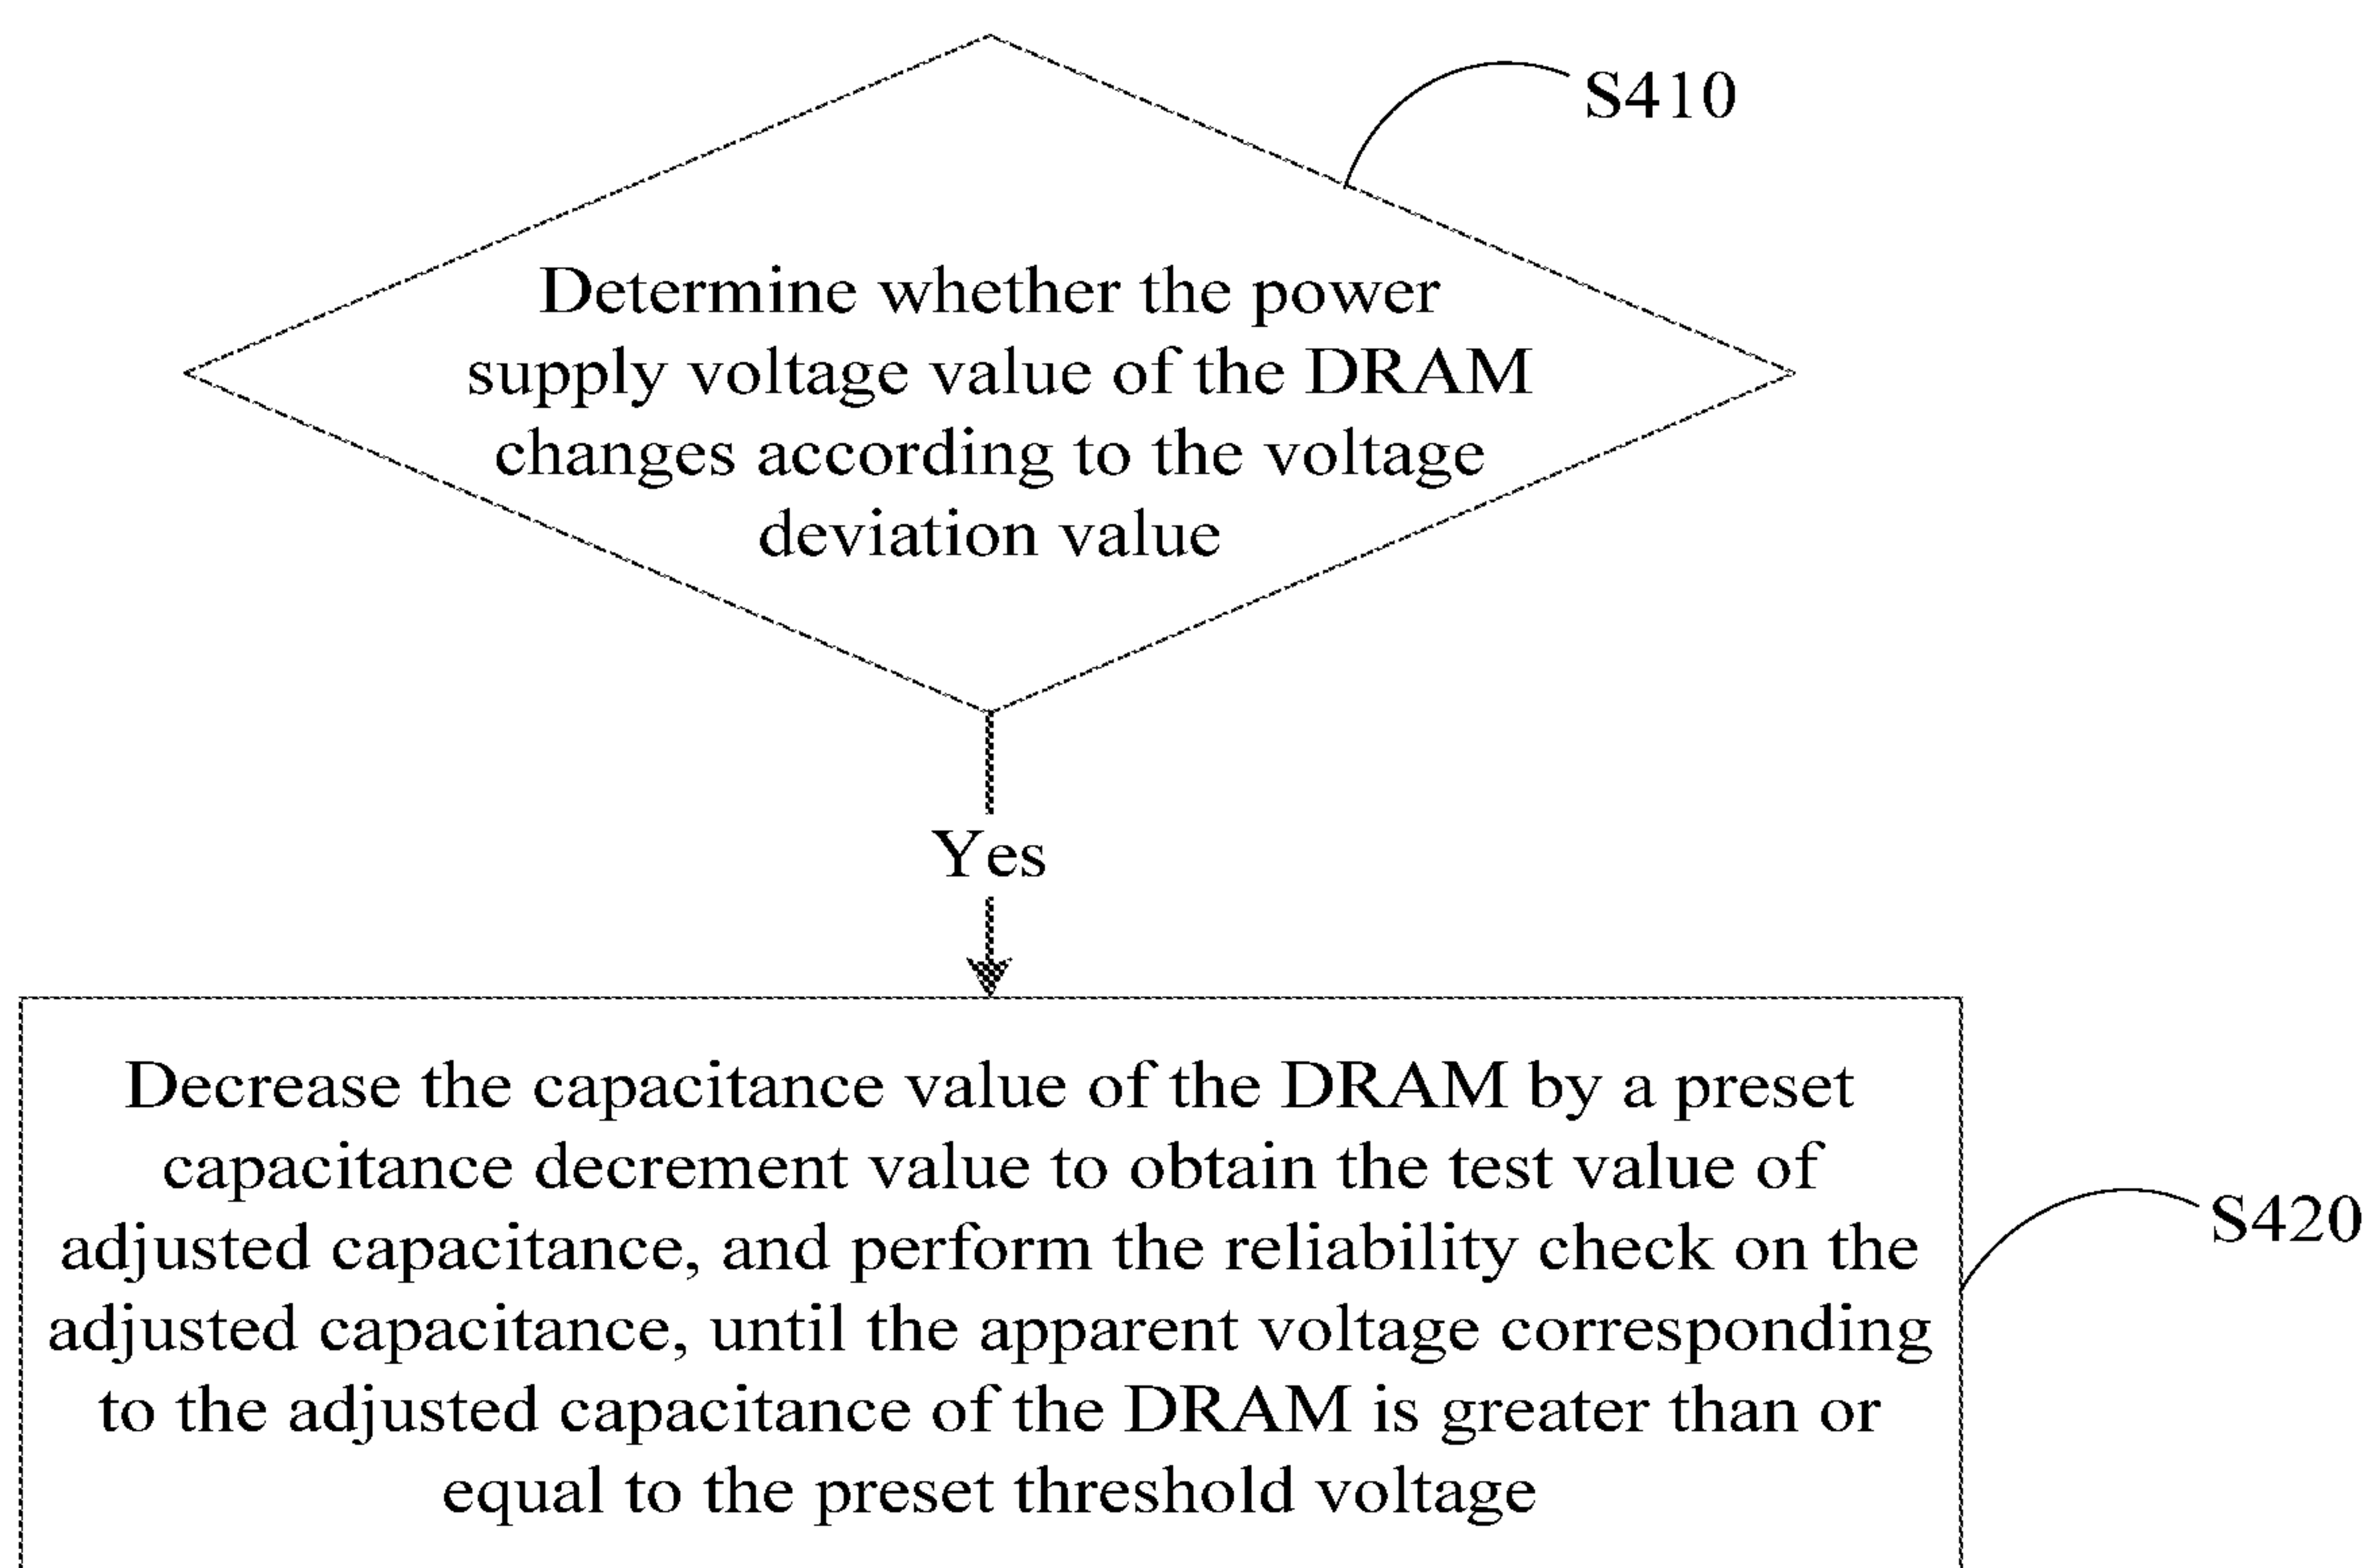 S410
Determine whether the power
supply voltage value of the DRAM
changes according to the voltage
deviation value
Yes
Decrease the capacitance value of the DRAM by a preset
capacitance decrement value to obtain the test value of
adjusted capacitance, and perform the reliability check on the
adjusted capacitance, until the apparent voltage corresponding
to the adjusted capacitance of the DRAM is greater than or
equal to the preset threshold voltage
S420